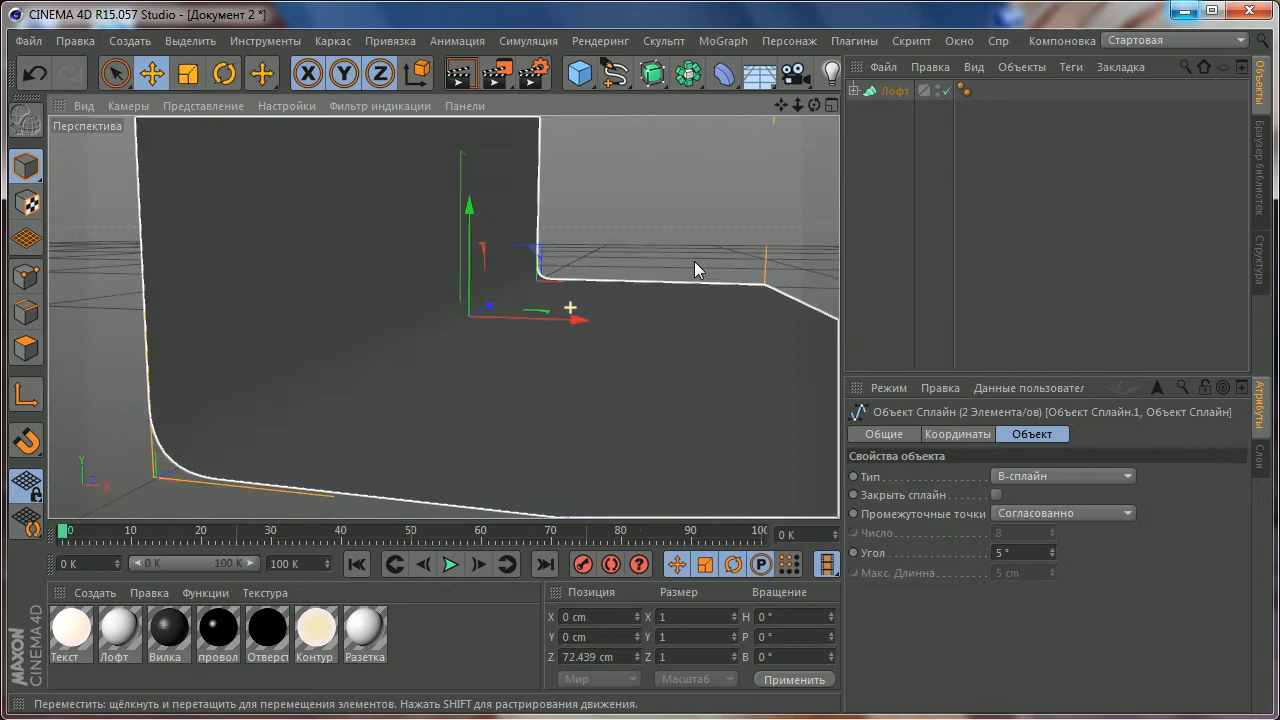 CINEMA 4D R15.057 Studio - [Документ 2 *]
Файл Правка Создать Выделить Инструменты Каркас Привязка Анимация Симуляция Рендеринг Скульпт MoGraph Персонаж Плагины Скрипт Окно Спр Компоновка Стартовая
X Y Z
Вид Камеры Представление Настройки Фильтр индикации Панели
Перспектива
Y
Z X
Файл Правка Вид Объекты Теги Закладка
Лофт
Объекты
Браузер библиотек
Структура
Режим Правка Данные пользовател
Объект Сплайн (2 Элемента/ов) [Объект Сплайн.1, Объект Сплайн]
Общие Координаты Объект
Свойства объекта
Тип B-сплайн
Закрыть сплайн
Промежуточные точки Согласованно
Число 8
Угол 5 °
Макс. Длинна 5 cm
Атрибуты
Слои
0 10 20 30 40 50 60 70 80 90 100 0 K
0 K 0 K 100 K 100 K P
Создать Правка Функции Текстура
Текст Лофт Вилка провол Отверст Контур Разетка
Позиция Размер Вращение
X 0 cm X 1 H 0 °
Y 0 cm Y 1 P 0 °
Z 72.439 cm Z 1 B 0 °
Мир Масштаб Применить
MAXON
CINEMA 4D
Переместить: щёлкнуть и перетащить для перемещения элементов. Нажать SHIFT для растрирования движения.